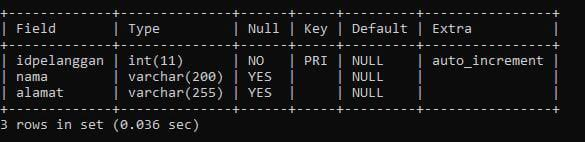 +-------------+--------------+------+-----+---------+----------------+
| Field       | Type         | Null | Key | Default | Extra          |
+-------------+--------------+------+-----+---------+----------------+
| idpelanggan | int(11)      | NO   | PRI | NULL    | auto_increment |
| nama        | varchar(200) | YES  |     | NULL    |                |
| alamat      | varchar(255) | YES  |     | NULL    |                |
+-------------+--------------+------+-----+---------+----------------+
3 rows in set (0.036 sec)